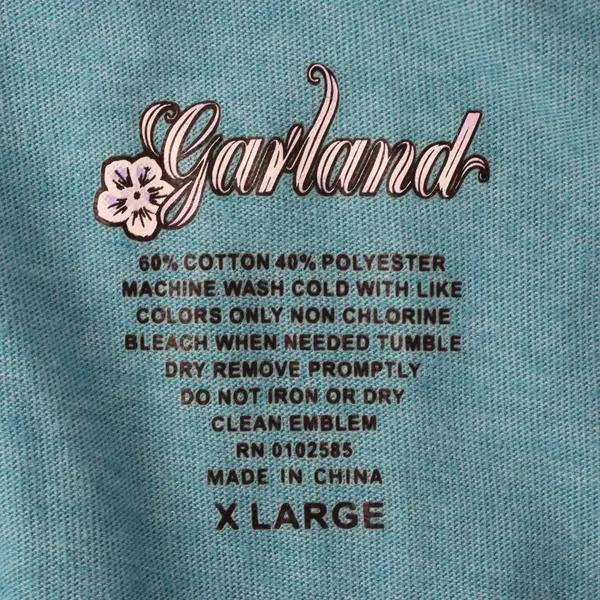 Garland
60% COTTON 40% POLYESTER
MACHINE WASH COLD WITH LIKE
COLORS ONLY NON CHLORINE
BLEACH WHEN NEEDED TUMBLE
DRY REMOVE PROMPTLY
DO NOT IRON OR DRY
CLEAN EMBLEM
RN 0102585
MADE IN CHINA
X LARGE